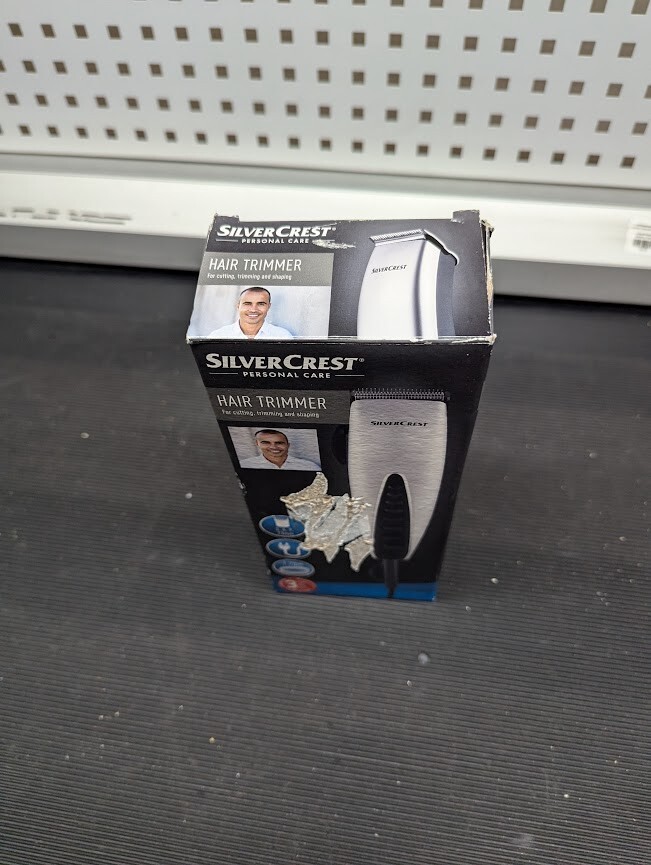 SILVERCREST®
PERSONAL CARE
HAIR TRIMMER
For cutting, trimming and shaping
SILVERCREST
SILVERCREST®
PERSONAL CARE
HAIR TRIMMER
For cutting, trimming and shaping
SILVERCREST
3